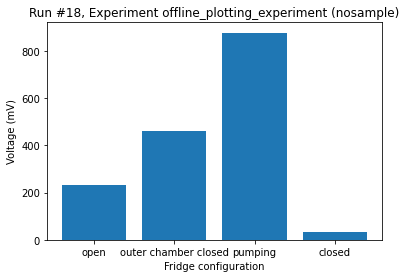 Run #18, Experiment offline_plotting_experiment (nosample)
800
600
400
200
0
Voltage (mV)
open
outer chamber closed
pumping
closed
Fridge configuration